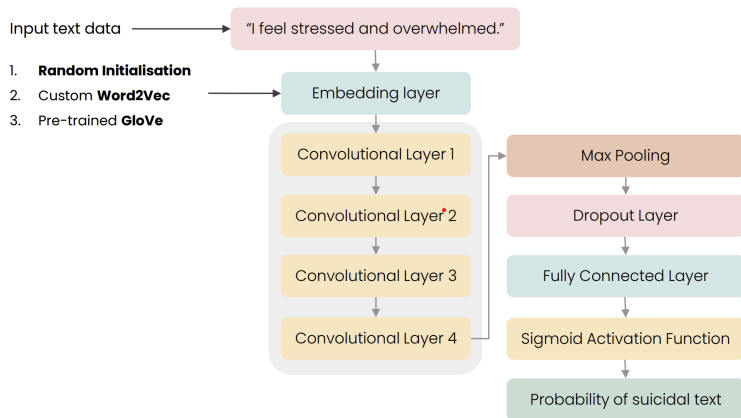 Input text data
“I feel stressed and overwhelmed.”
1. Random Initialisation
2. Custom Word2Vec
3. Pre-trained GloVe
Embedding layer
Convolutional Layer 1
Convolutional Layer 2
Convolutional Layer 3
Convolutional Layer 4
Max Pooling
Dropout Layer
Fully Connected Layer
Sigmoid Activation Function
Probability of suicidal text